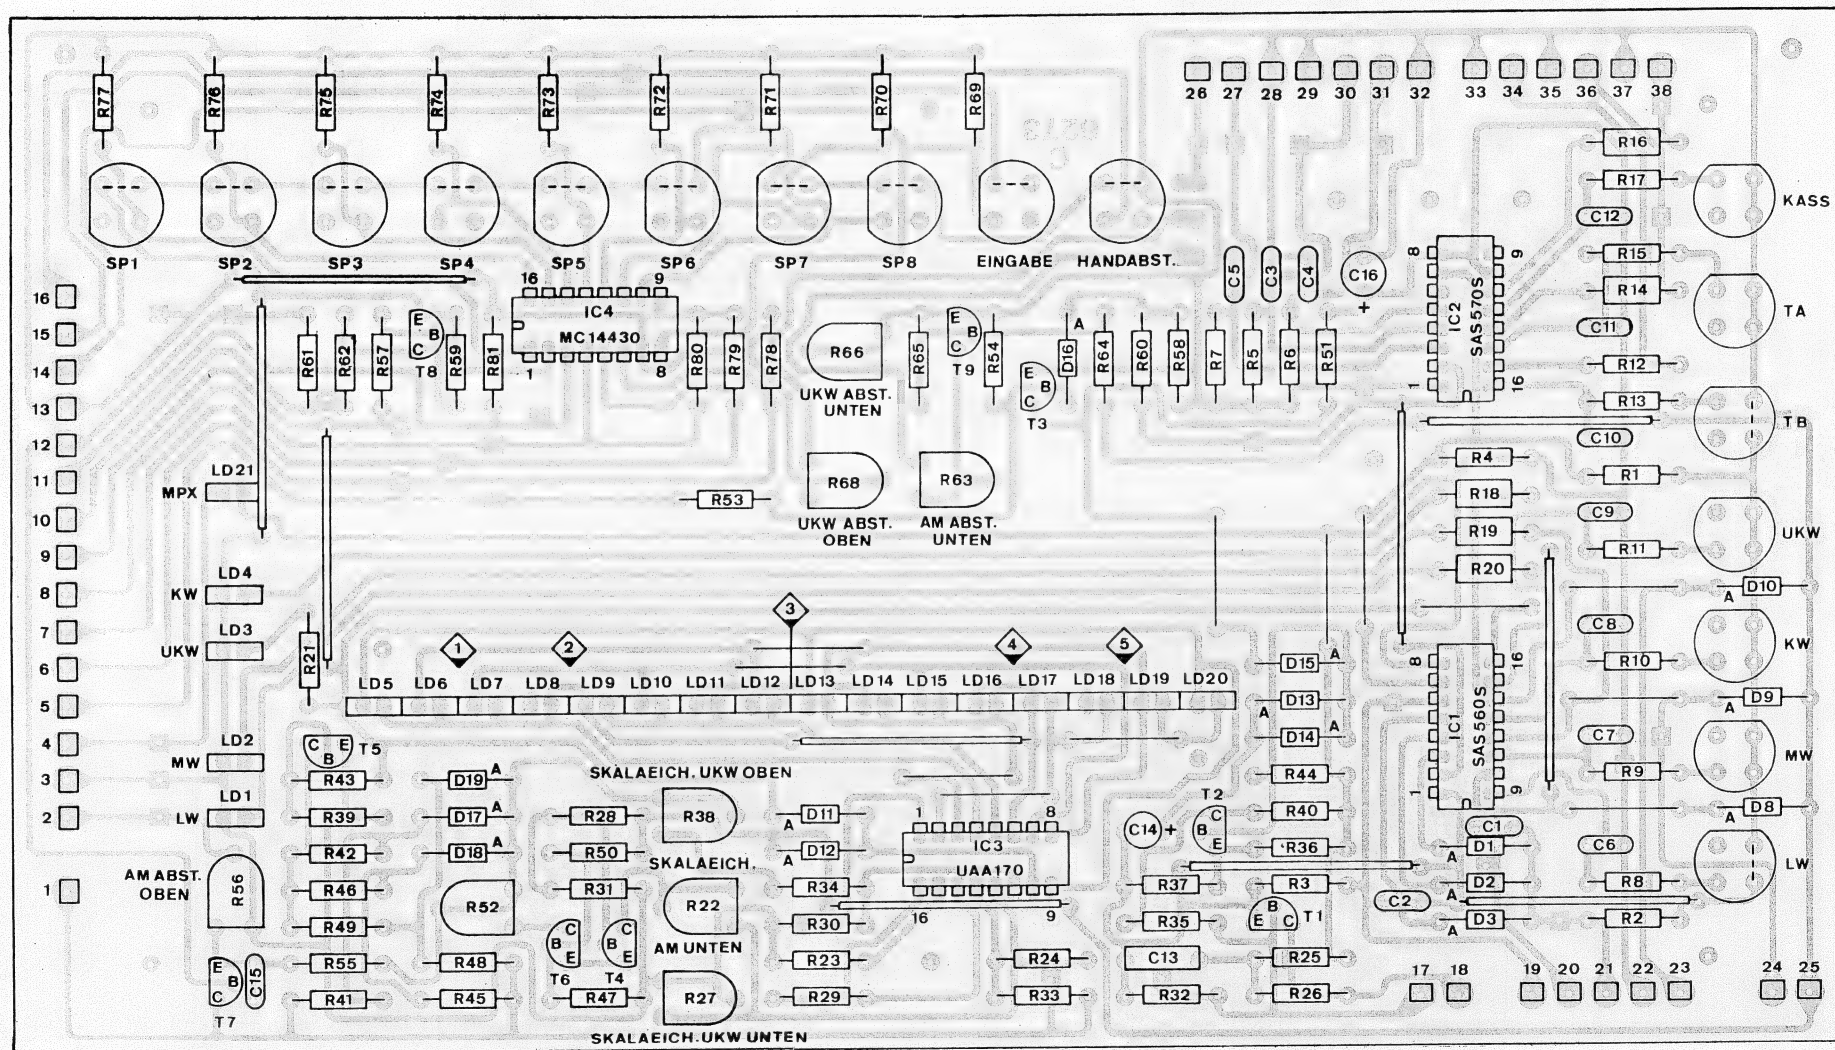 R77 R76 R75 R74 R73 R72 R71 R70 R69
26 27 28 29 30 31 32 33 34 35 36 37 38
R16
R17
KASS
C12
SP1 SP2 SP3 SP4 SP5 SP6 SP7 SP8 EINGABE HANDABST.
C5 C3 C4 C16 +
8 9
IC2
SAS570S
1 16
R15
R14
TA
C11
R12
R13
TB
C10
16
15
14
13
12
11
10
9
8
7
6
5
4
3
2
1
R61 R62 R57
E B C
T8
R59 R81
16 9
IC4
MC14430
1 8
R80 R79 R78
R66
UKW ABST.
UNTEN
R65
E B C
T9
R54
E B C
T3
A
D16
R64 R60 R58 R7 R5 R6 R51
LD21
MPX
R53
R68
UKW ABST.
OBEN
R63
AM ABST.
UNTEN
R4
R18
R19
R20
R1
C9
R11
UKW
A D10
LD4
KW
LD3
UKW
R21
1 2 3 4 5
C8
R10
KW
A D9
LD5 LD6 LD7 LD8 LD9 LD10 LD11 LD12 LD13 LD14 LD15 LD16 LD17 LD18 LD19 LD20
D15 A
D13
A
D14 A
8 16
IC1
SAS560S
1 9
C7
R9
MW
A D8
LD2
MW
LD1
LW
C E B
T5
R43
R39
R42
R46
R49
R55
R41
D19 A
D17 A
D18 A
R52
R48
R45
SKALAEICH. UKW OBEN
R28
R50
R31
R38
SKALAEICH.
R22
AM UNTEN
C B E
T6
C B E
T4
R47
R27
SKALAEICH.UKW UNTEN
D11
A
D12
A
R34
R30
R23
R29
1 8
IC3
UAA170
16 9
R24
R33
C14 +
T2
C B E
R44
R40
R36
R37
R3
R35
B E C
T1
C13
R25
R32
R26
C1
A D1
D2
A
D3
A
C2
C6
R8
LW
R2
AM ABST.
OBEN
R56
E B C
T7
C15
17 18 19 20 21 22 23 24 25